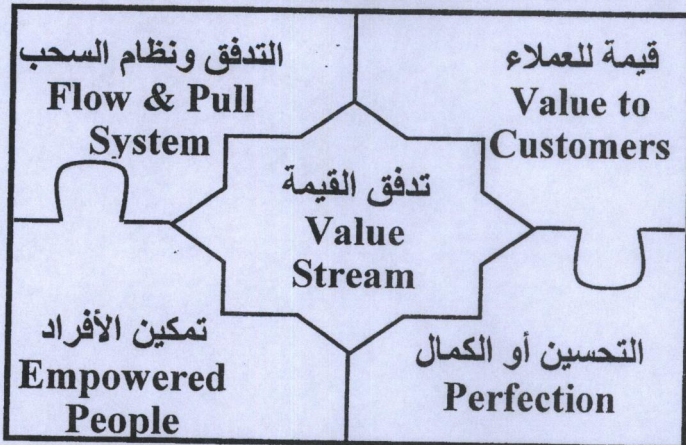 التدفق ونظام السحب
Flow & Pull
System
قيمة للعملاء
Value to
Customers
تدفق القيمة
Value
Stream
تمكين الأفراد
Empowered
People
التحسين أو الكمال
Perfection